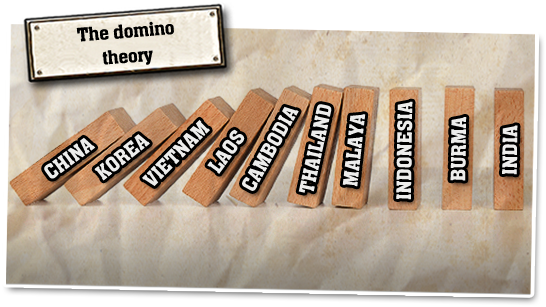 The domino
theory
CHINA
KOREA
VIETNAM
LAOS
CAMBODIA
THAILAND
MALAYA
INDONESIA
BURMA
INDIA